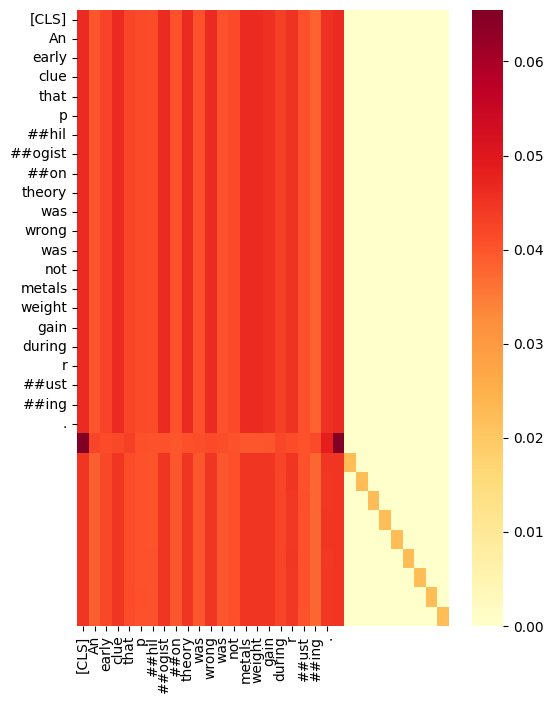 [CLS]
An
early
clue
that
p
##hil
##ogist
##on
theory
was
wrong
was
not
metals
weight
gain
during
r
##ust
##ing
.
0.06
0.05
0.04
0.03
0.02
0.01
0.00
[CLS]
An
early
clue
that
p
##hil
##ogist
##on
theory
was
wrong
was
not
metals
weight
gain
during
r
##ust
##ing
.